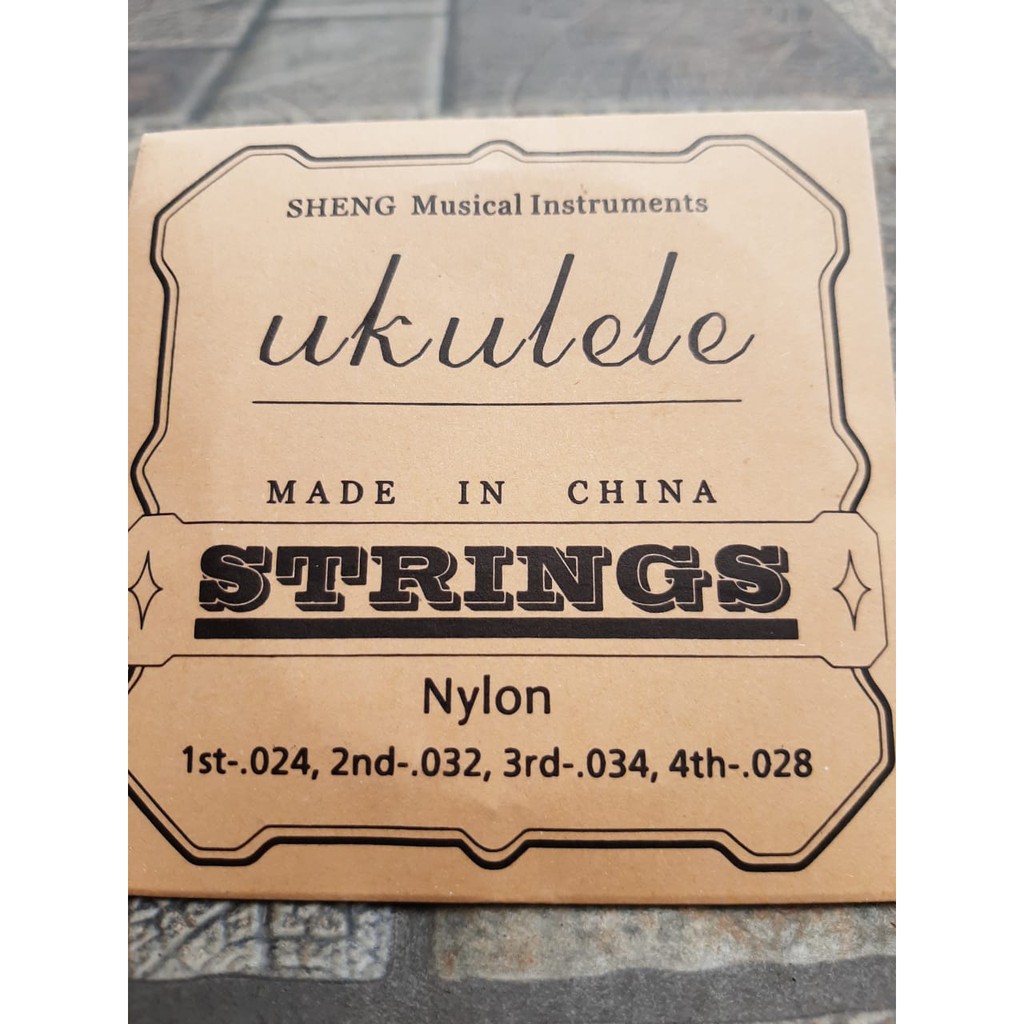 SHENG Musical Instruments
ukulele
MADE IN CHINA
STRINGS
Nylon
1st-.024, 2nd-.032, 3rd-.034, 4th-.028